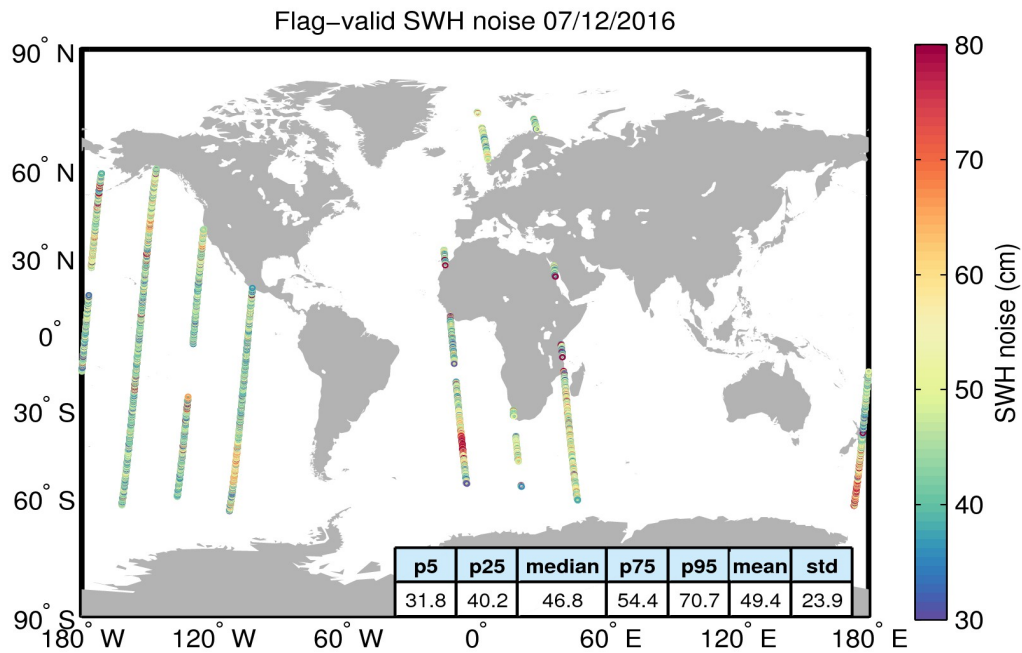 Flag−valid SWH noise 07/12/2016
90° N
60° N
30° N
0°
30° S
60° S
90° S
180° W
120° W
60° W
0°
60° E
120° E
180° E
p5 p25 median p75 p95 mean std
31.8 40.2 46.8 54.4 70.7 49.4 23.9
80
70
60
50
40
30
SWH noise (cm)